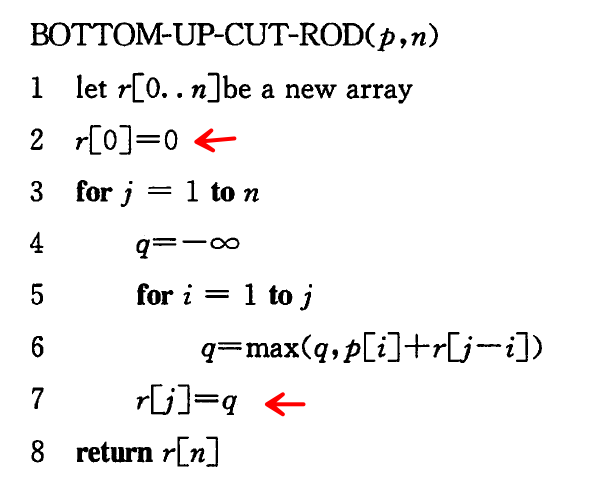 BOTTOM-UP-CUT-ROD(p,n)
1 let r[0..n]be a new array
2 r[0]=0
3 for j = 1 to n
4 q=-∞
5 for i = 1 to j
6 q=max(q,p[i]+r[j-i])
7 r[j]=q
8 return r[n]